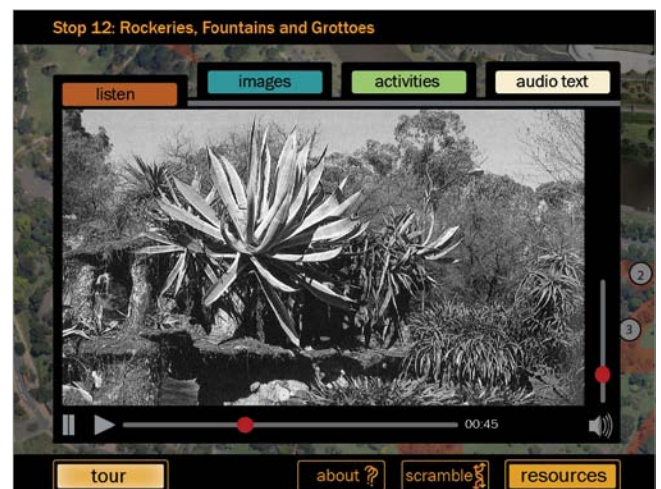 Stop 12: Rockeries, Fountains and Grottoes
listen
images
activities
audio text
2
3
00:45
tour
about ?
scramble
resources